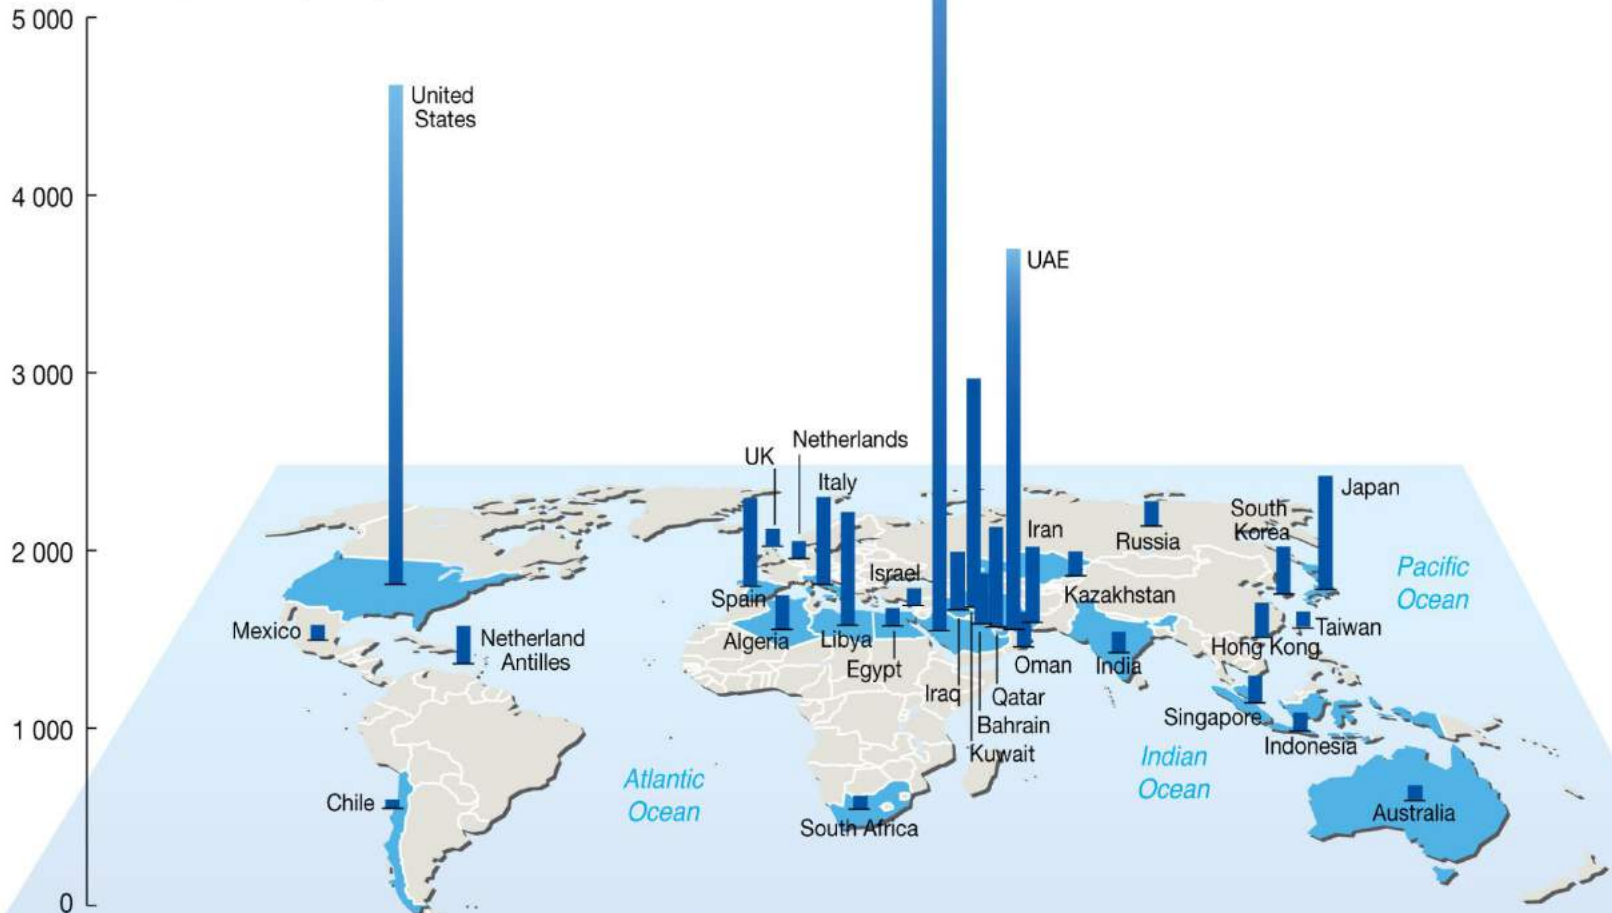 5 000
4 000
3 000
2 000
1 000
0
United
States
UAE
Netherlands
UK
Italy
Japan
South
Korea
Iran
Russia
Israel
Kazakhstan
Spain
Mexico
Netherland
Antilles
Algeria
Libya
Egypt
Taiwan
Hong Kong
Oman
India
Iraq
Qatar
Bahrain
Kuwait
Singapore
Indonesia
Pacific
Ocean
Atlantic
Ocean
Indian
Ocean
Chile
South Africa
Australia